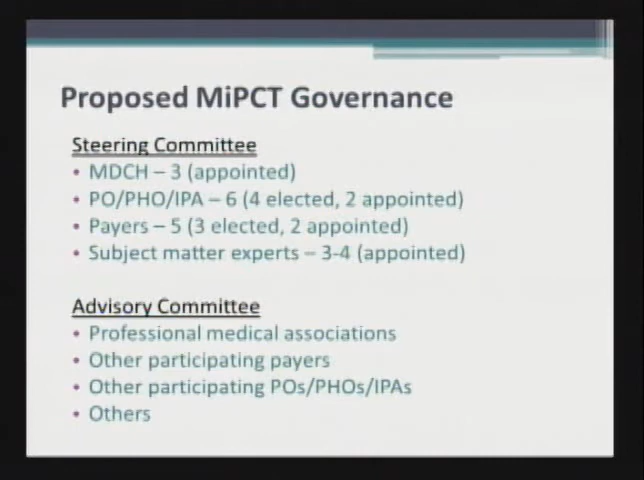 Proposed MiPCT Governance
Steering Committee
• MDCH – 3 (appointed)
• PO/PHO/IPA – 6 (4 elected, 2 appointed)
• Payers – 5 (3 elected, 2 appointed)
• Subject matter experts – 3-4 (appointed)
Advisory Committee
• Professional medical associations
• Other participating payers
• Other participating POs/PHOs/IPAs
• Others